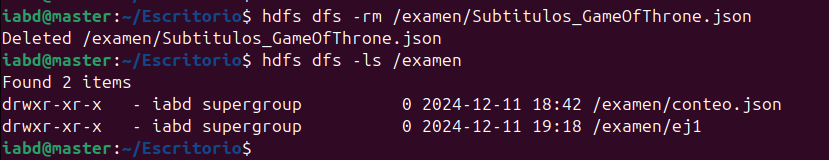 iabd@master:~/Escritorio$ hdfs dfs -rm /examen/Subtitulos_GameOfThrone.json
Deleted /examen/Subtitulos_GameOfThrone.json
iabd@master:~/Escritorio$ hdfs dfs -ls /examen
Found 2 items
drwxr-xr-x   - iabd supergroup          0 2024-12-11 18:42 /examen/conteo.json
drwxr-xr-x   - iabd supergroup          0 2024-12-11 19:18 /examen/ej1
iabd@master:~/Escritorio$